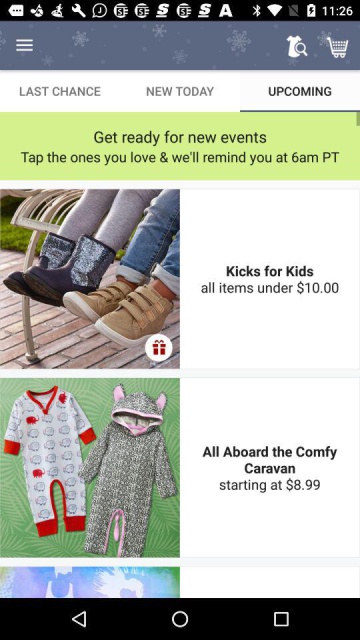 11:26
LAST CHANCE
NEW TODAY
UPCOMING
Get ready for new events
Tap the ones you love & we'll remind you at 6am PT
Kicks for Kids
all items under $10.00
All Aboard the Comfy
Caravan
starting at $8.99